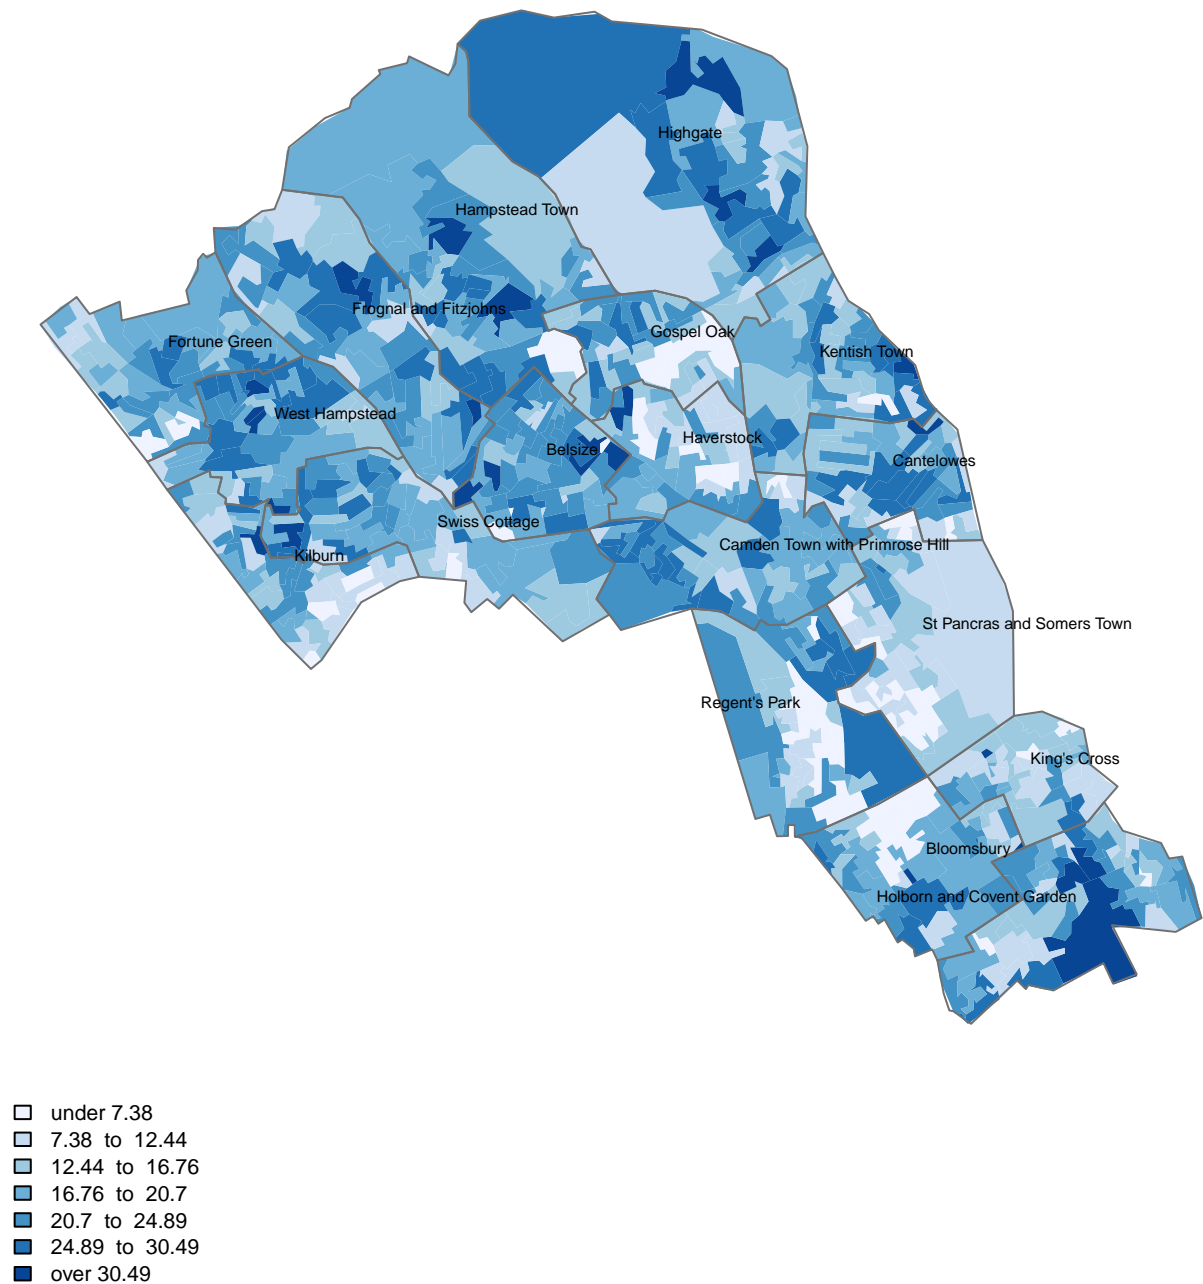 Highgate
Hampstead Town
Frognal and Fitzjohns
Gospel Oak
Fortune Green
Kentish Town
West Hampstead
Haverstock
Belsize
Cantelowes
Swiss Cottage
Camden Town with Primrose Hill
Kilburn
St Pancras and Somers Town
Regent's Park
King's Cross
Bloomsbury
Holborn and Covent Garden
under 7.38
7.38 to 12.44
12.44 to 16.76
16.76 to 20.7
20.7 to 24.89
24.89 to 30.49
over 30.49